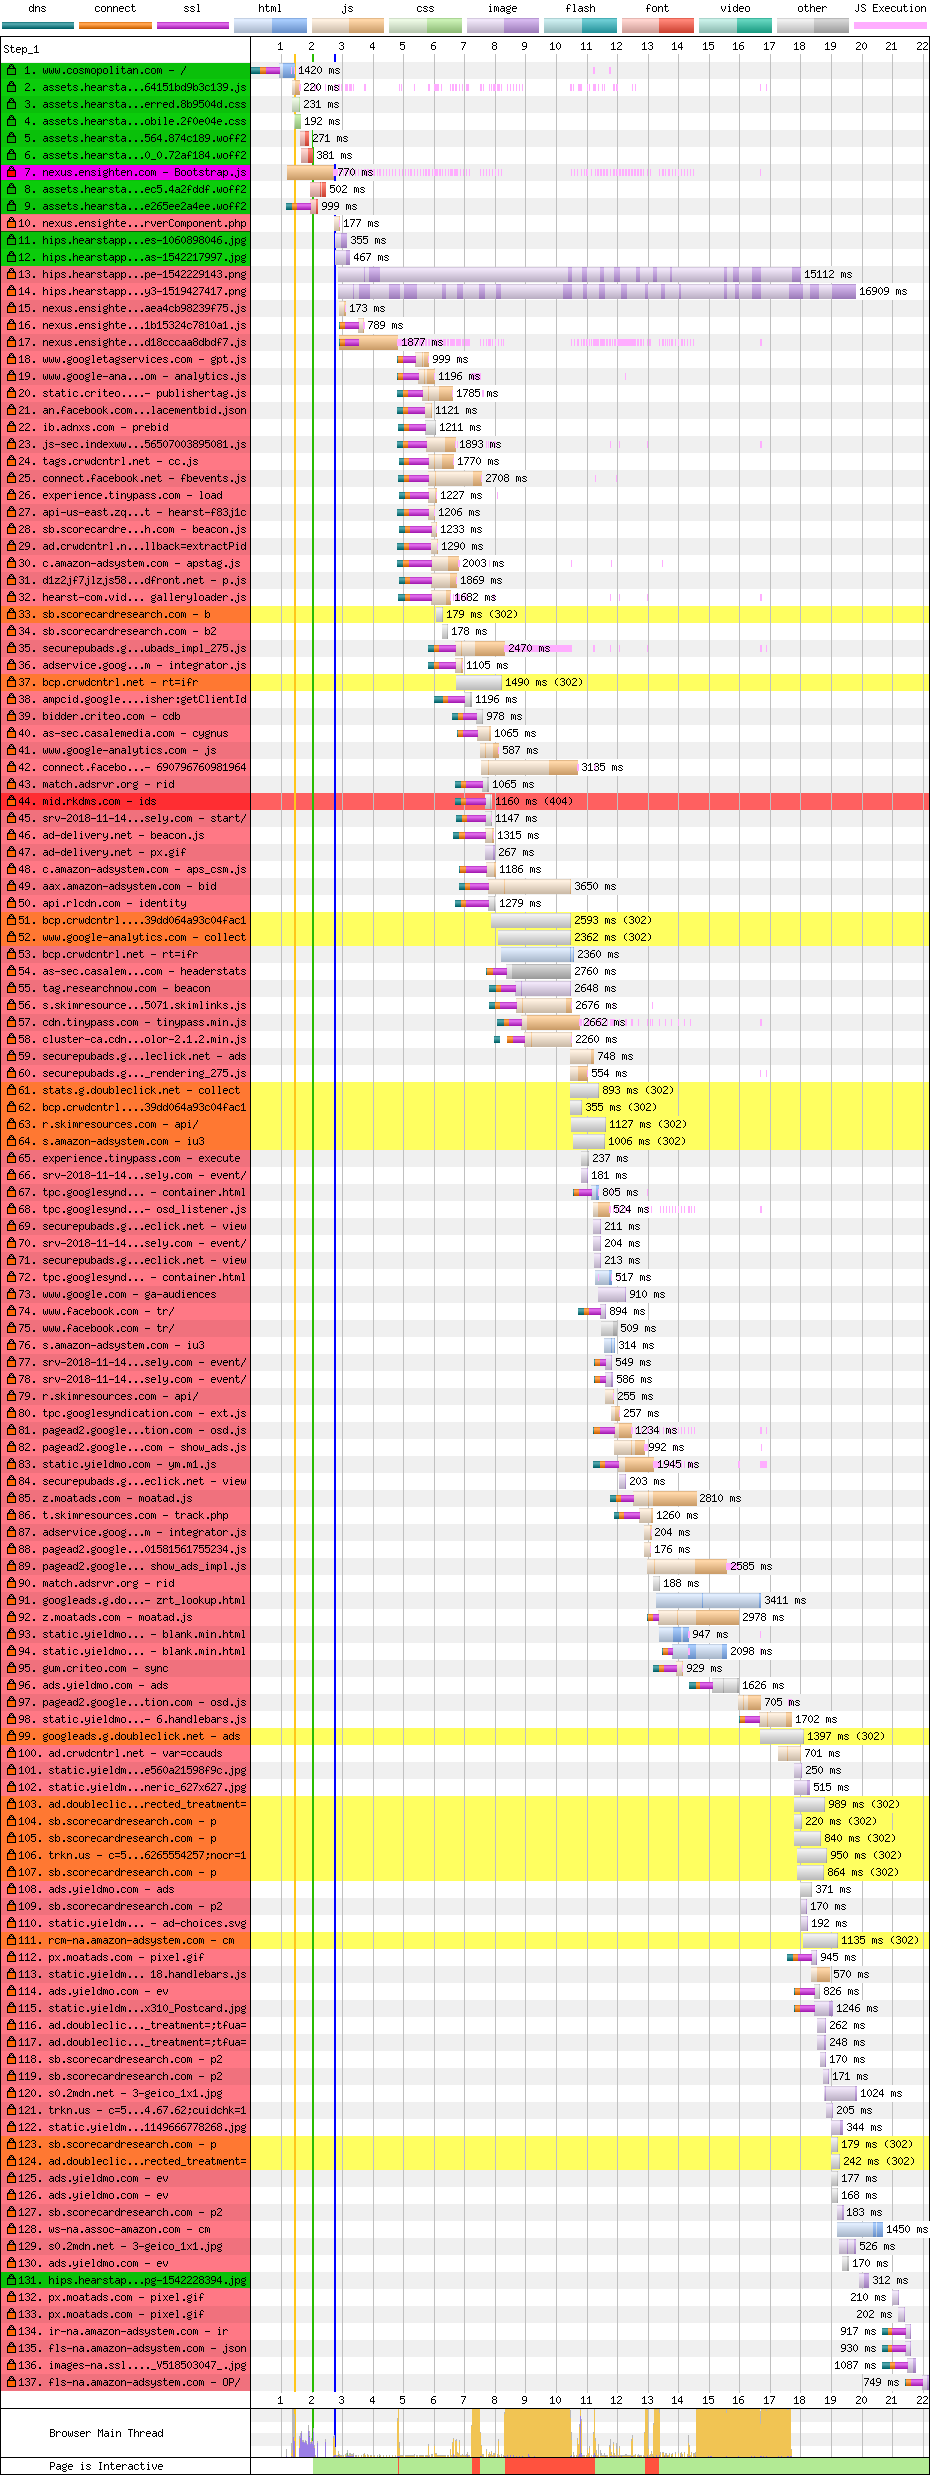 dns connect ssl html js css image flash font video other JS Execution
Step_1 1 2 3 4 5 6 7 8 9 10 11 12 13 14 15 16 17 18 19 20 21 22
1. www.cosmopolitan.com - / 1420 ms
2. assets.hearsta...64151bd9b3c139.js 220 ms
3. assets.hearsta...erred.8b9504d.css 231 ms
4. assets.hearsta...obile.2f0e04e.css 192 ms
5. assets.hearsta...564.874c189.woff2 271 ms
6. assets.hearsta...0_0.72af184.woff2 381 ms
7. nexus.ensighten.com - Bootstrap.js 770 ms
8. assets.hearsta...ec5.4a2fddf.woff2 502 ms
9. assets.hearsta...e265ee2a4ee.woff2 999 ms
10. nexus.ensighte...rverComponent.php 177 ms
11. hips.hearstapp...es-1060898046.jpg 355 ms
12. hips.hearstapp...as-1542217997.jpg 467 ms
13. hips.hearstapp...pe-1542229143.png 15112 ms
14. hips.hearstapp...y3-1519427417.png 16909 ms
15. nexus.ensighte...aea4cb98239f75.js 173 ms
16. nexus.ensighte...1b15324c7810a1.js 789 ms
17. nexus.ensighte...d18cccaa8dbdf7.js 1877 ms
18. www.googletagservices.com - gpt.js 999 ms
19. www.google-ana...om - analytics.js 1196 ms
20. static.criteo....- publishertag.js 1785 ms
21. an.facebook.com...lacementbid.json 1121 ms
22. ib.adnxs.com - prebid 1211 ms
23. js-sec.indexww...56507003895081.js 1893 ms
24. tags.crwdcntrl.net - cc.js 1770 ms
25. connect.facebook.net - fbevents.js 2708 ms
26. experience.tinypass.com - load 1227 ms
27. api-us-east.zq...t - hearst-f83j1c 1206 ms
28. sb.scorecardre...h.com - beacon.js 1233 ms
29. ad.crwdcntrl.n...llback=extractPid 1290 ms
30. c.amazon-adsystem.com - apstag.js 2003 ms
31. d1z2jf7jlzjs58...dfront.net - p.js 1869 ms
32. hearst-com.vid... galleryloader.js 1682 ms
33. sb.scorecardresearch.com - b 179 ms (302)
34. sb.scorecardresearch.com - b2 178 ms
35. securepubads.g...ubads_impl_275.js 2470 ms
36. adservice.goog...m - integrator.js 1105 ms
37. bcp.crwdcntrl.net - rt=ifr 1490 ms (302)
38. ampcid.google....isher:getClientId 1196 ms
39. bidder.criteo.com - cdb 978 ms
40. as-sec.casalemedia.com - cygnus 1065 ms
41. www.google-analytics.com - js 587 ms
42. connect.facebo...- 690796760981964 3135 ms
43. match.adsrvr.org - rid 1065 ms
44. mid.rkdms.com - ids 1160 ms (404)
45. srv-2018-11-14...sely.com - start/ 1147 ms
46. ad-delivery.net - beacon.js 1315 ms
47. ad-delivery.net - px.gif 267 ms
48. c.amazon-adsystem.com - aps_csm.js 1186 ms
49. aax.amazon-adsystem.com - bid 3650 ms
50. api.rlcdn.com - identity 1279 ms
51. bcp.crwdcntrl....39dd064a93c04fac1 2593 ms (302)
52. www.google-analytics.com - collect 2362 ms (302)
53. bcp.crwdcntrl.net - rt=ifr 2360 ms
54. as-sec.casalem...com - headerstats 2760 ms
55. tag.researchnow.com - beacon 2648 ms
56. s.skimresource...5071.skimlinks.js 2676 ms
57. cdn.tinypass.com - tinypass.min.js 2662 ms
58. cluster-ca.cdn...olor-2.1.2.min.js 2260 ms
59. securepubads.g...leclick.net - ads 748 ms
60. securepubads.g..._rendering_275.js 554 ms
61. stats.g.doubleclick.net - collect 893 ms (302)
62. bcp.crwdcntrl....39dd064a93c04fac1 355 ms (302)
63. r.skimresources.com - api/ 1127 ms (302)
64. s.amazon-adsystem.com - iu3 1006 ms (302)
65. experience.tinypass.com - execute 237 ms
66. srv-2018-11-14...sely.com - event/ 181 ms
67. tpc.googlesynd... - container.html 805 ms
68. tpc.googlesynd...- osd_listener.js 524 ms
69. securepubads.g...eclick.net - view 211 ms
70. srv-2018-11-14...sely.com - event/ 204 ms
71. securepubads.g...eclick.net - view 213 ms
72. tpc.googlesynd... - container.html 517 ms
73. www.google.com - ga-audiences 910 ms
74. www.facebook.com - tr/ 894 ms
75. www.facebook.com - tr/ 509 ms
76. s.amazon-adsystem.com - iu3 314 ms
77. srv-2018-11-14...sely.com - event/ 549 ms
78. srv-2018-11-14...sely.com - event/ 586 ms
79. r.skimresources.com - api/ 255 ms
80. tpc.googlesyndication.com - ext.js 257 ms
81. pagead2.google...tion.com - osd.js 1234 ms
82. pagead2.google...com - show_ads.js 992 ms
83. static.yieldmo.com - ym.m1.js 1945 ms
84. securepubads.g...eclick.net - view 203 ms
85. z.moatads.com - moatad.js 2810 ms
86. t.skimresources.com - track.php 1260 ms
87. adservice.goog...m - integrator.js 204 ms
88. pagead2.google...01581561755234.js 176 ms
89. pagead2.google... show_ads_impl.js 2585 ms
90. match.adsrvr.org - rid 188 ms
91. googleads.g.do...- zrt_lookup.html 3411 ms
92. z.moatads.com - moatad.js 2978 ms
93. static.yieldmo... - blank.min.html 947 ms
94. static.yieldmo... - blank.min.html 2098 ms
95. gum.criteo.com - sync 929 ms
96. ads.yieldmo.com - ads 1626 ms
97. pagead2.google...tion.com - osd.js 705 ms
98. static.yieldmo...- 6.handlebars.js 1702 ms
99. googleads.g.doubleclick.net - ads 1397 ms (302)
100. ad.crwdcntrl.net - var=ccauds 701 ms
101. static.yieldm...e560a21598f9c.jpg 250 ms
102. static.yieldm...neric_627x627.jpg 515 ms
103. ad.doubleclic...rected_treatment= 989 ms (302)
104. sb.scorecardresearch.com - p 220 ms (302)
105. sb.scorecardresearch.com - p 840 ms (302)
106. trkn.us - c=5...6265554257;nocr=1 950 ms (302)
107. sb.scorecardresearch.com - p 864 ms (302)
108. ads.yieldmo.com - ads 371 ms
109. sb.scorecardresearch.com - p2 170 ms
110. static.yieldm... - ad-choices.svg 192 ms
111. rcm-na.amazon-adsystem.com - cm 1135 ms (302)
112. px.moatads.com - pixel.gif 945 ms
113. static.yieldm... 18.handlebars.js 570 ms
114. ads.yieldmo.com - ev 826 ms
115. static.yieldm...x310_Postcard.jpg 1246 ms
116. ad.doubleclic..._treatment=;tfua= 262 ms
117. ad.doubleclic..._treatment=;tfua= 248 ms
118. sb.scorecardresearch.com - p2 170 ms
119. sb.scorecardresearch.com - p2 171 ms
120. s0.2mdn.net - 3-geico_1x1.jpg 1024 ms
121. trkn.us - c=5...4.67.62;cuidchk=1 205 ms
122. static.yieldm...1149666778268.jpg 344 ms
123. sb.scorecardresearch.com - p 179 ms (302)
124. ad.doubleclic...rected_treatment= 242 ms (302)
125. ads.yieldmo.com - ev 177 ms
126. ads.yieldmo.com - ev 168 ms
127. sb.scorecardresearch.com - p2 183 ms
128. ws-na.assoc-amazon.com - cm 1450 ms
129. s0.2mdn.net - 3-geico_1x1.jpg 526 ms
130. ads.yieldmo.com - ev 170 ms
131. hips.hearstap...pg-1542228394.jpg 312 ms
132. px.moatads.com - pixel.gif 210 ms
133. px.moatads.com - pixel.gif 202 ms
134. ir-na.amazon-adsystem.com - ir 917 ms
135. fls-na.amazon-adsystem.com - json 930 ms
136. images-na.ssl...._V518503047_.jpg 1087 ms
137. fls-na.amazon-adsystem.com - OP/ 749 ms
1 2 3 4 5 6 7 8 9 10 11 12 13 14 15 16 17 18 19 20 21 22
Browser Main Thread
Page is Interactive